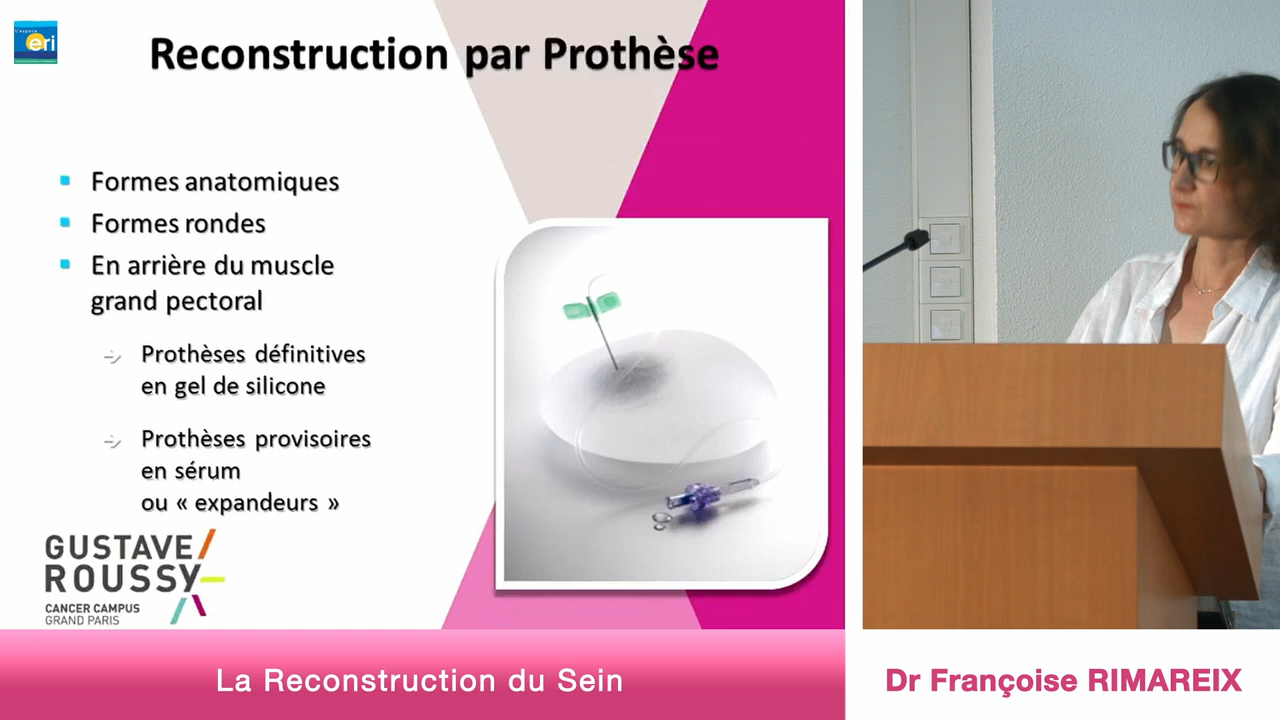 L'espace
eri
Reconstruction par Prothèse
Formes anatomiques
Formes rondes
En arrière du muscle
grand pectoral
Prothèses définitives
en gel de silicone
Prothèses provisoires
en sérum
ou « expandeurs »
GUSTAVE
ROUSSY
CANCER CAMPUS
GRAND PARIS
La Reconstruction du Sein
Dr Françoise RIMAREIX